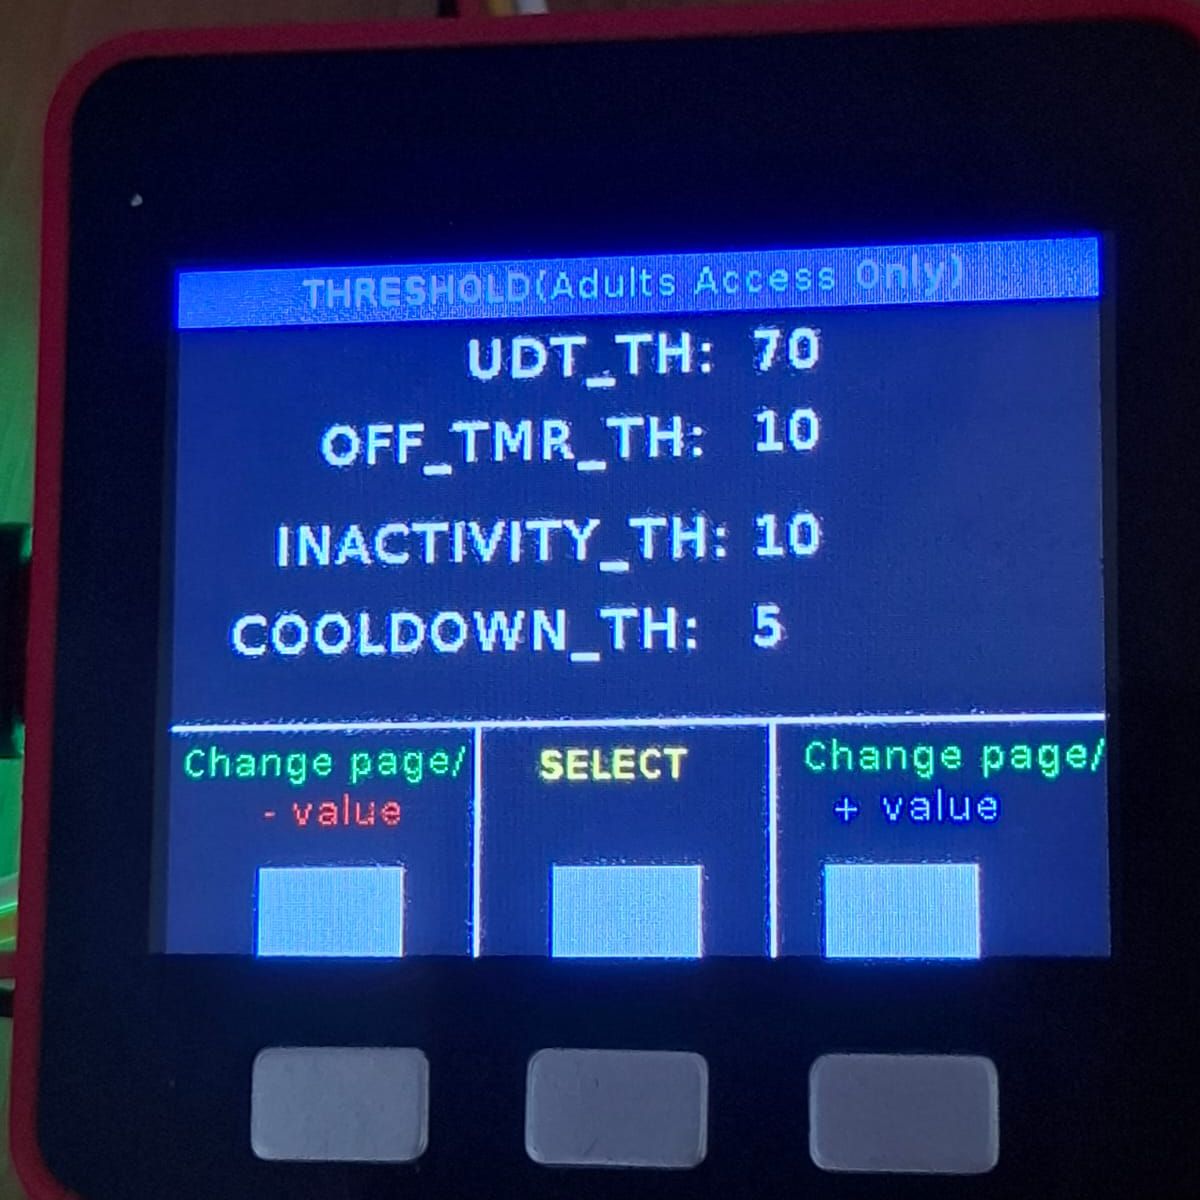 THRESHOLD(Adults Access Only)
UDT_TH: 70
OFF_TMR_TH: 10
INACTIVITY_TH: 10
COOLDOWN_TH: 5
Change page/
- value
SELECT
Change page/
+ value